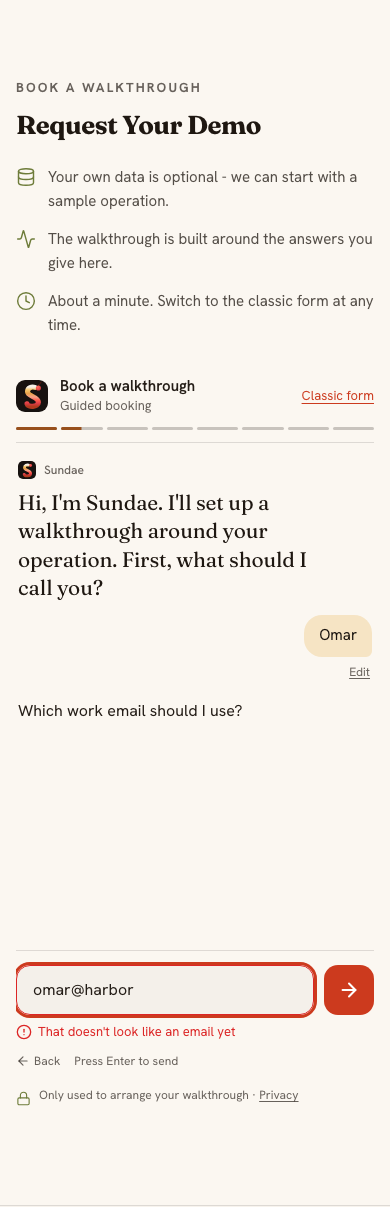 BOOK A WALKTHROUGH
Request Your Demo
Your own data is optional - we can start with a
sample operation.
The walkthrough is built around the answers you
give here.
About a minute. Switch to the classic form at any
time.
Book a walkthrough
Guided booking
Classic form
Sundae
Hi, I'm Sundae. I'll set up a
walkthrough around your
operation. First, what should I
call you?
Omar
Edit
Which work email should I use?
omar@harbor
That doesn't look like an email yet
Back Press Enter to send
Only used to arrange your walkthrough · Privacy